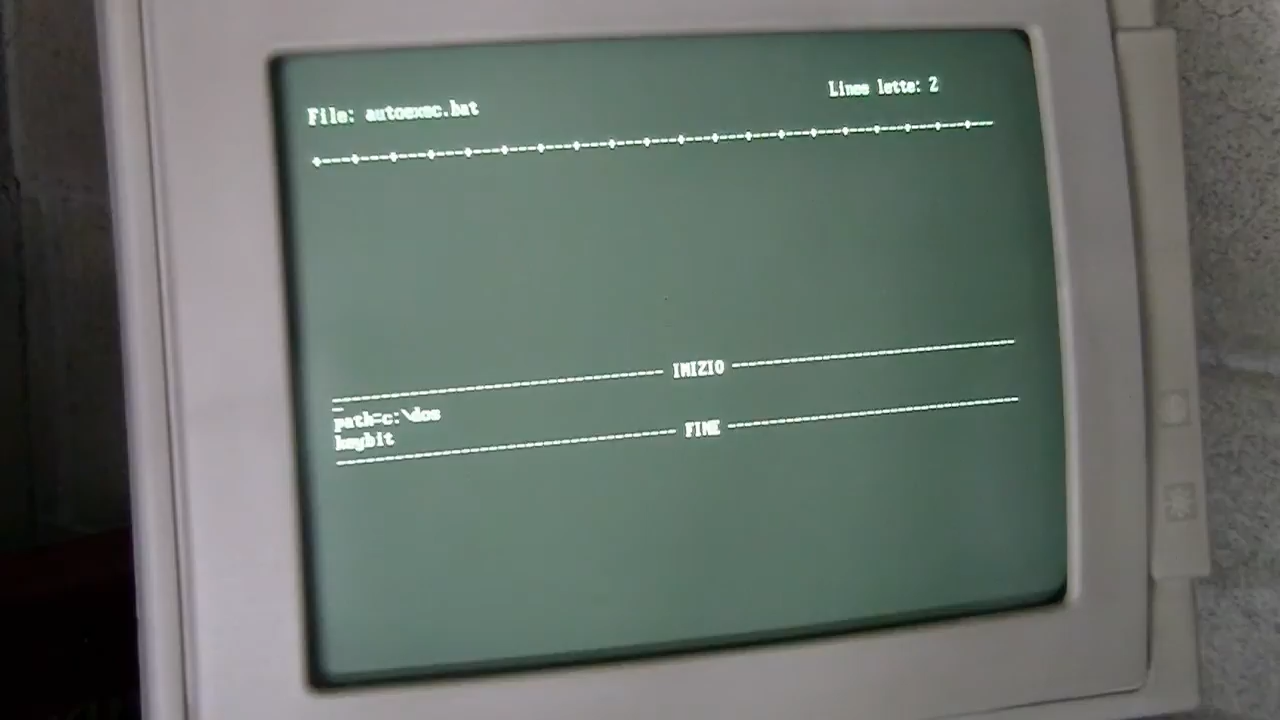 File: autoexec.bat
Linee lette: 2
INIZIO
path=c:\dos
keybit
FINE